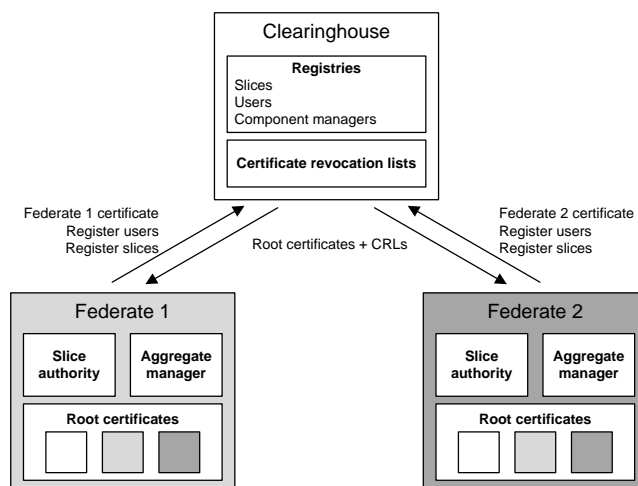 Clearinghouse
Registries
Slices
Users
Component managers
Certificate revocation lists
Federate 1 certificate
Register users
Register slices
Root certificates + CRLs
Federate 2 certificate
Register users
Register slices
Federate 1
Slice
authority
Aggregate
manager
Root certificates
Federate 2
Slice
authority
Aggregate
manager
Root certificates